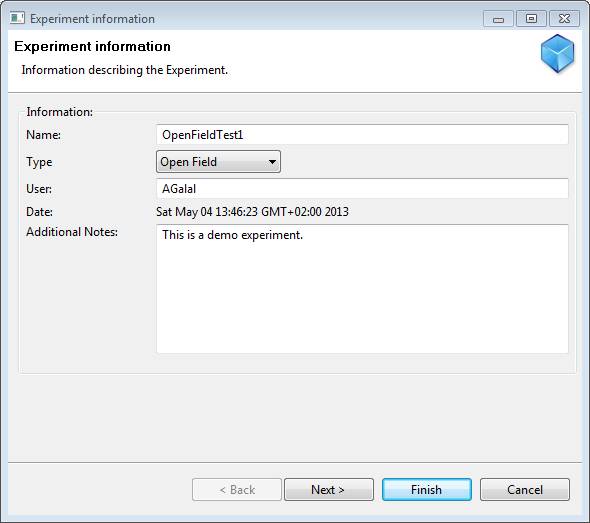 Experiment information
Experiment information
Information describing the Experiment.
Information:
Name: OpenFieldTest1
Type Open Field
User: AGalal
Date: Sat May 04 13:46:23 GMT+02:00 2013
Additional Notes: This is a demo experiment.
< Back Next > Finish Cancel